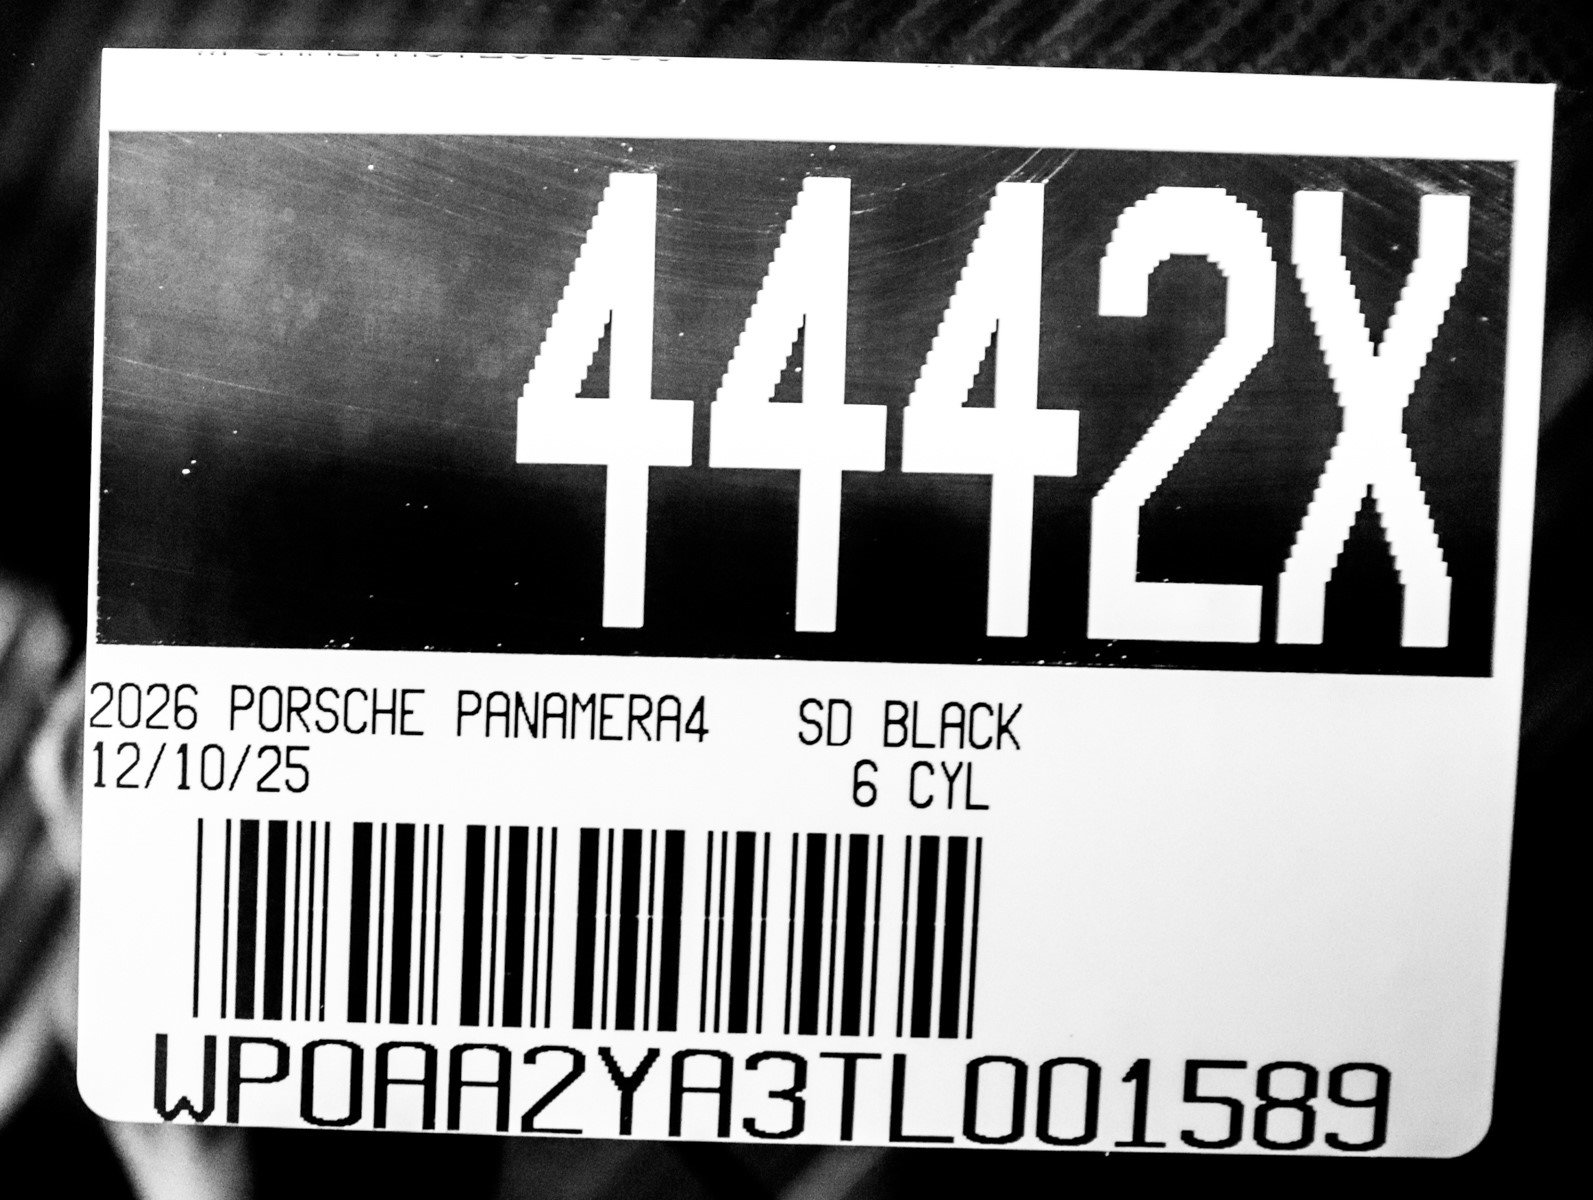 4442X
2026 PORSCHE PANAMERA4 SD BLACK
12/10/25 6 CYL
WP0AA2YA3TL001589